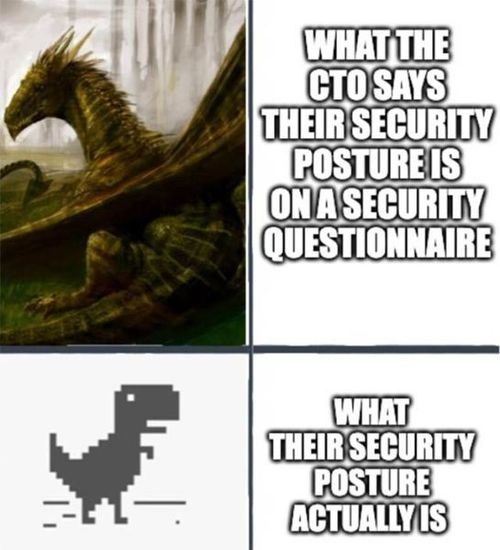 WHAT THE
CTO SAYS
THEIR SECURITY
POSTURE IS
ON A SECURITY
QUESTIONNAIRE
WHAT
THEIR SECURITY
POSTURE
ACTUALLY IS